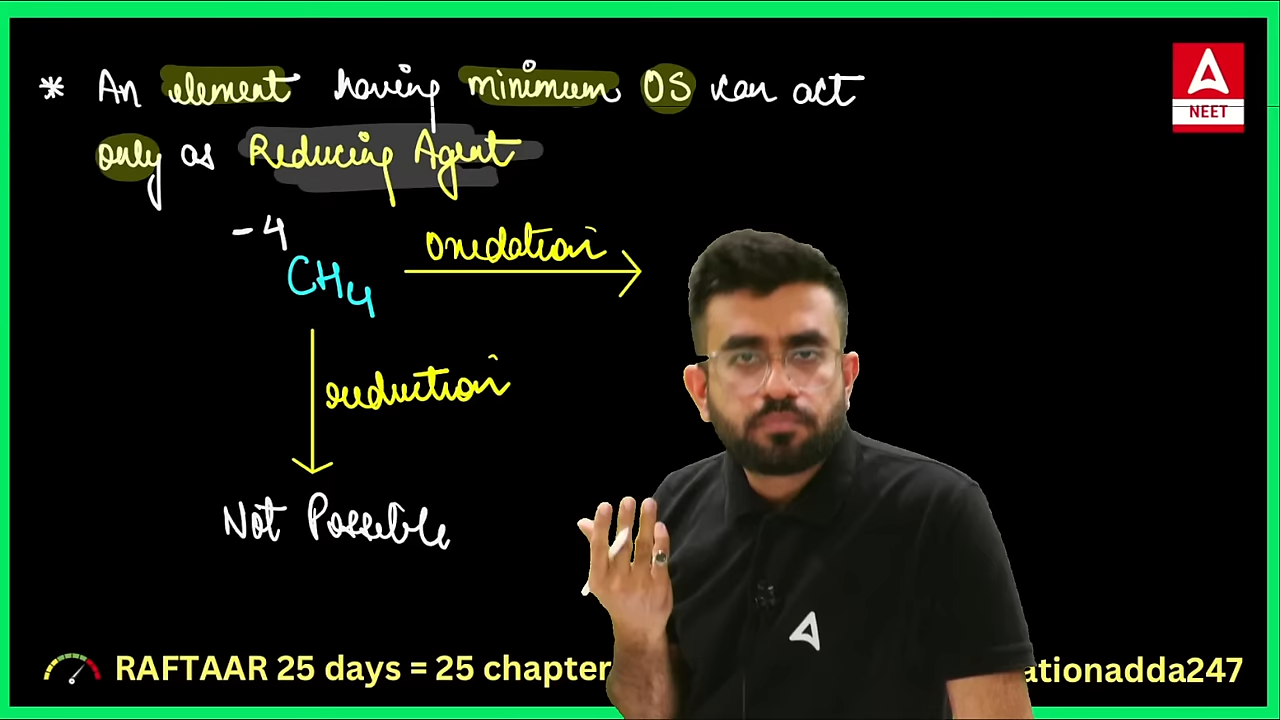 * An element having minimum OS can act
only as Reducing Agent
-4
CH4
oxidation
reduction
Not Possible
NEET
RAFTAAR 25 days = 25 chapter
ationadda247